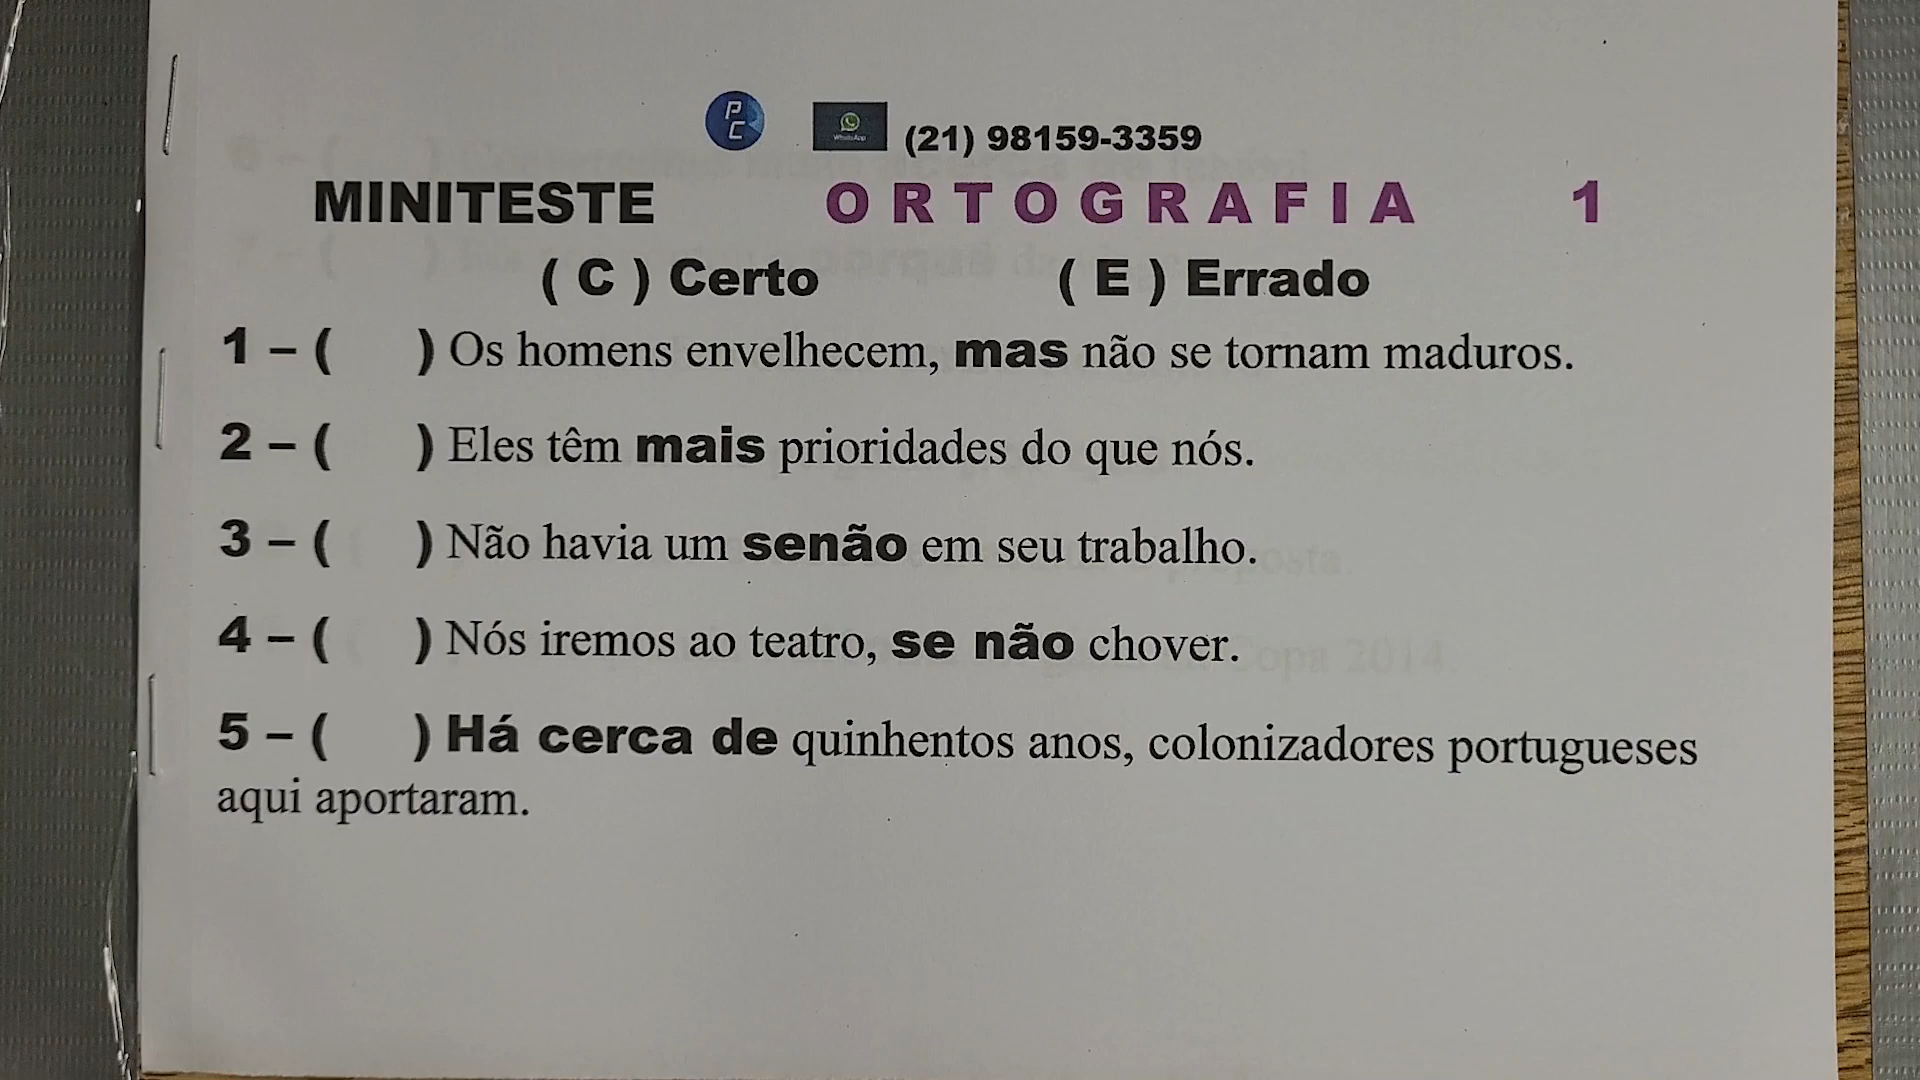 PC WhatsApp (21) 98159-3359
MINITESTE ORTOGRAFIA 1
( C ) Certo ( E ) Errado
1 – ( ) Os homens envelhecem, mas não se tornam maduros.
2 – ( ) Eles têm mais prioridades do que nós.
3 – ( ) Não havia um senão em seu trabalho.
4 – ( ) Nós iremos ao teatro, se não chover.
5 – ( ) Há cerca de quinhentos anos, colonizadores portugueses
aqui aportaram.